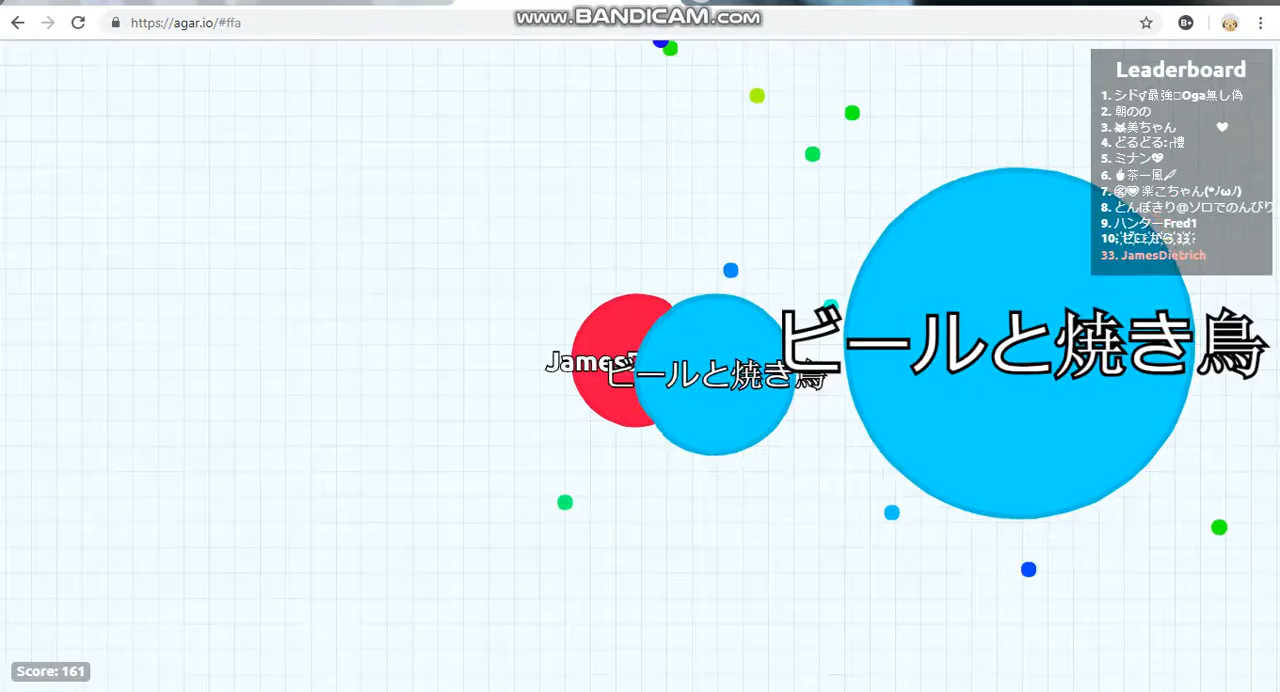 www.BANDICAM.com
https://agar.io/#ffa
Leaderboard
1. シド⚥最強□Oga無し偽
2. 朝のの
3. 美ちゃん ♥
4. どるどる:
5. ミナン💖
6. 茶一風
7. 楽こちゃん(*ﾉωﾉ)
8. とんぼきり@ソロでのんびり
9. ハンターFred1
10.
33. JamesDietrich
ビールと焼き鳥
ビールと焼き鳥
Score: 161